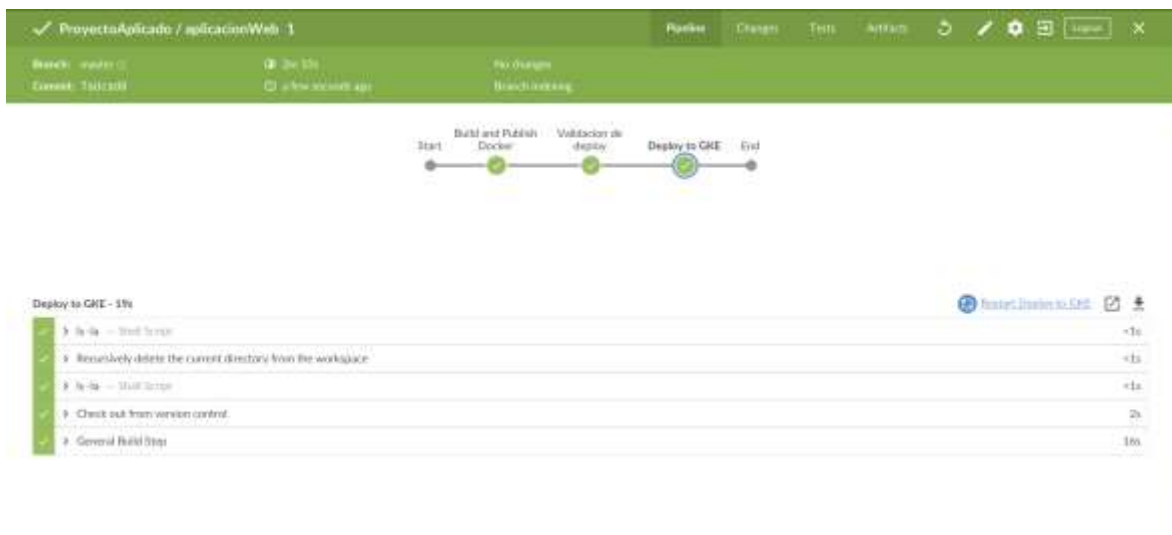 ProyectoAplicado / aplicacionWeb 1
Pipeline Changes Tests Artifacts Logout
Branch: master No changes
Commit: a few seconds ago Branch indexing
Start Build and Publish Docker Validacion de deploy Deploy to GKE End
Deploy to GKE - 19s Restart Deploy to GKE
ls -la — Shell Script <1s
Recursively delete the current directory from the workspace <1s
ls -la — Shell Script <1s
Check out from version control 2s
General Build Step 16s